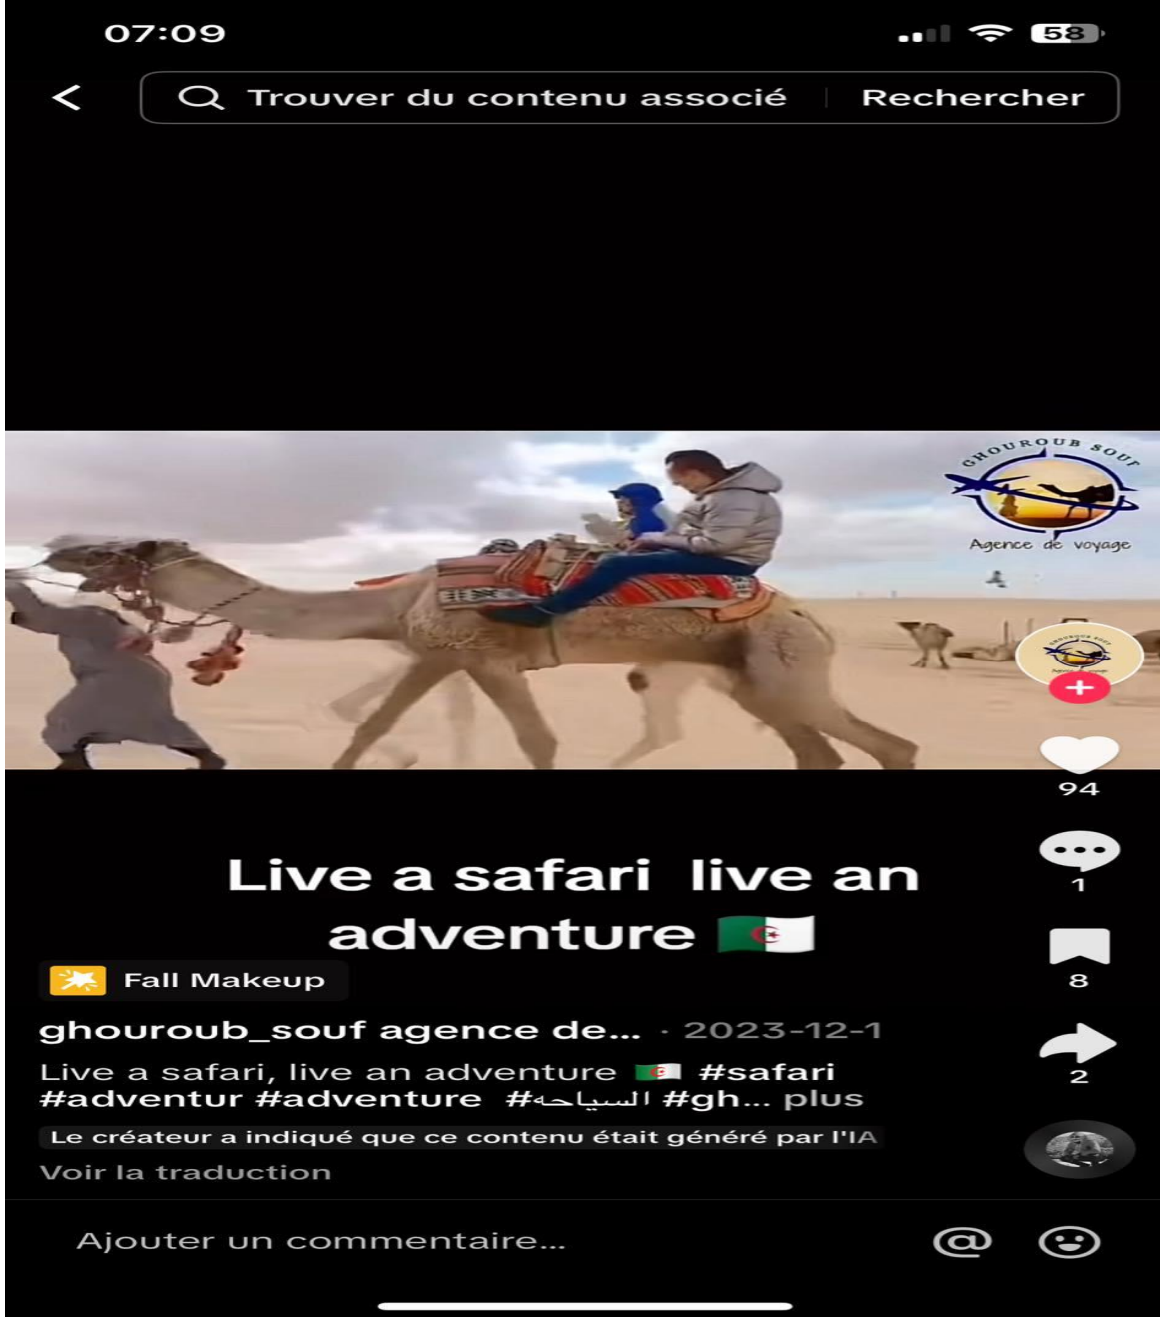 07:09
58
Trouver du contenu associé
Rechercher
GHOUROUB SOUF
Agence de voyage
94
1
Live a safari live an
adventure 🇩🇿
8
Fall Makeup
ghouroub_souf agence de... · 2023-12-1
2
Live a safari, live an adventure 🇩🇿 #safari
#adventur #adventure #السياحه #gh... plus
Le créateur a indiqué que ce contenu était généré par l'IA
Voir la traduction
Ajouter un commentaire...